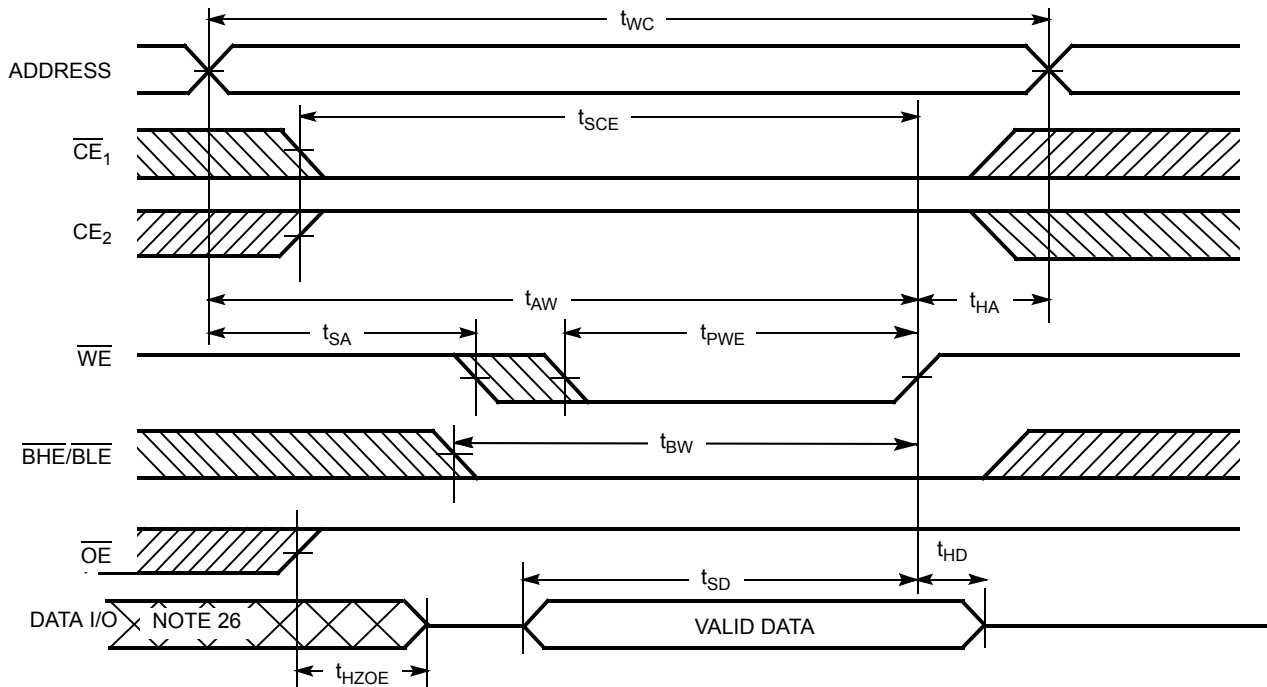 tWC
ADDRESS
tSCE
CE1
CE2
tAW
tHA
tSA
tPWE
WE
tBW
BHE/BLE
OE
tHD
tSD
DATA I/O
NOTE 26
VALID DATA
tHZOE